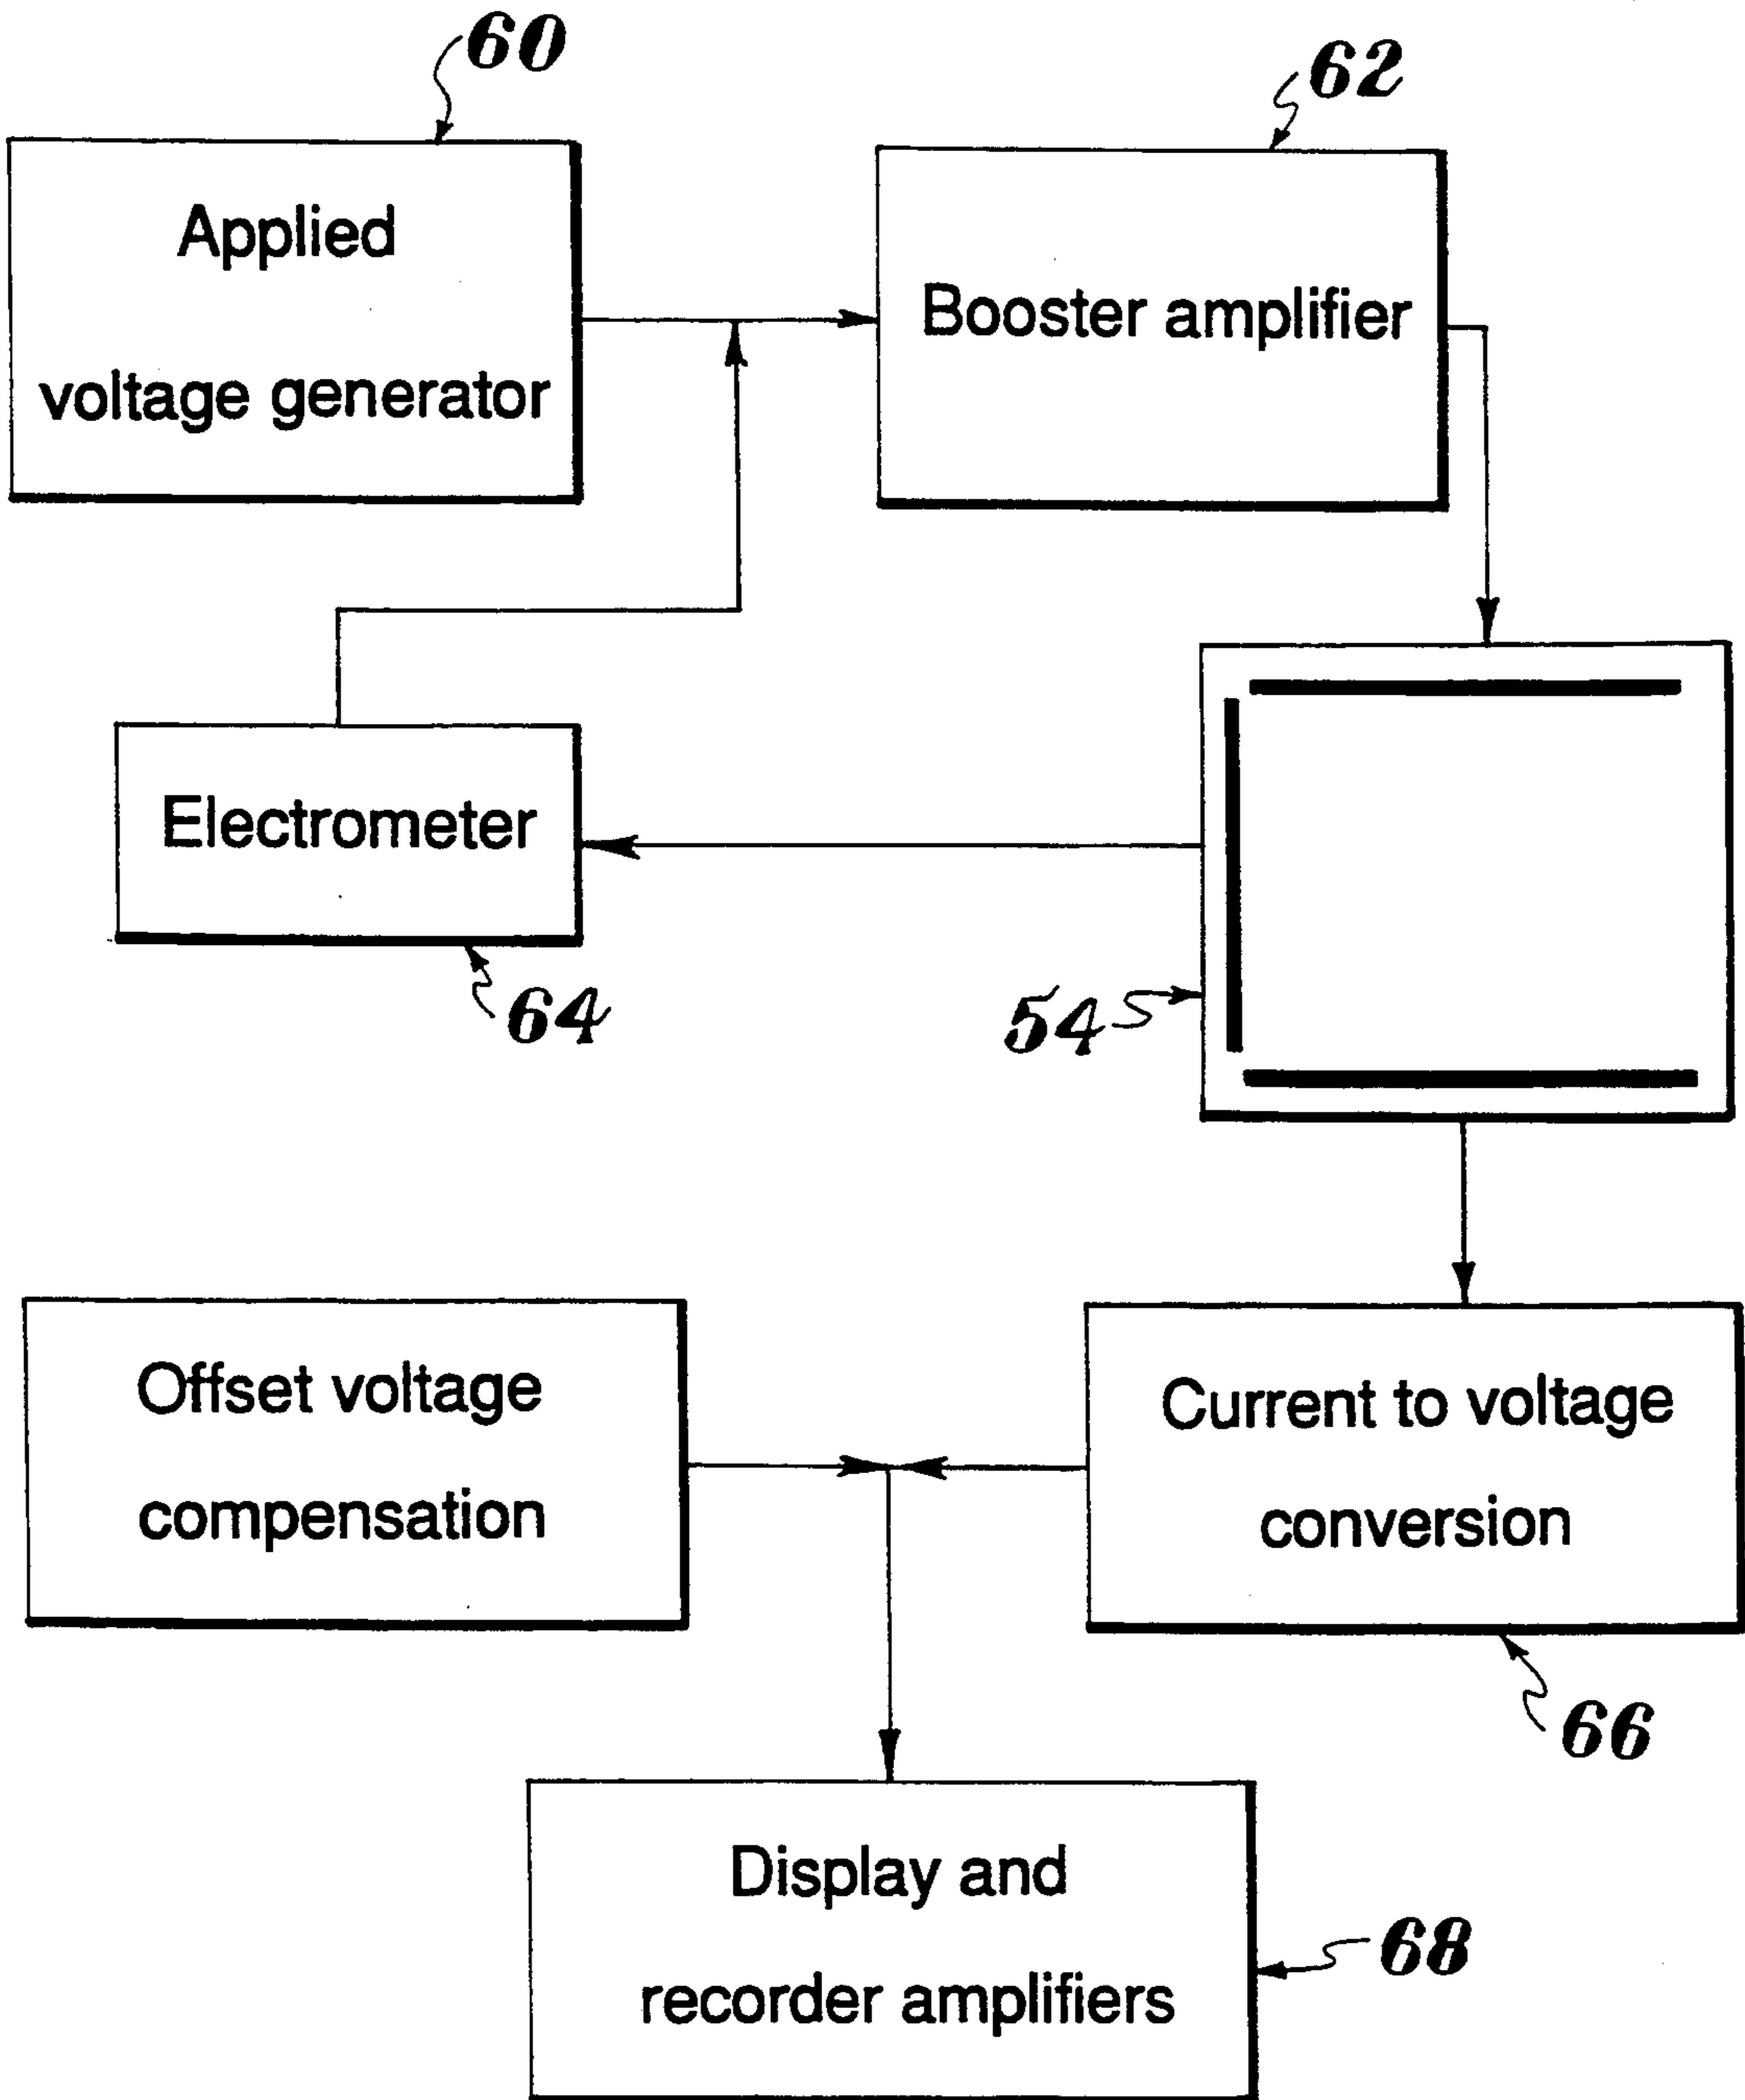 60
62
Applied
voltage generator
Booster amplifier
Electrometer
64
54
Offset voltage
compensation
Current to voltage
conversion
66
Display and
recorder amplifiers
68